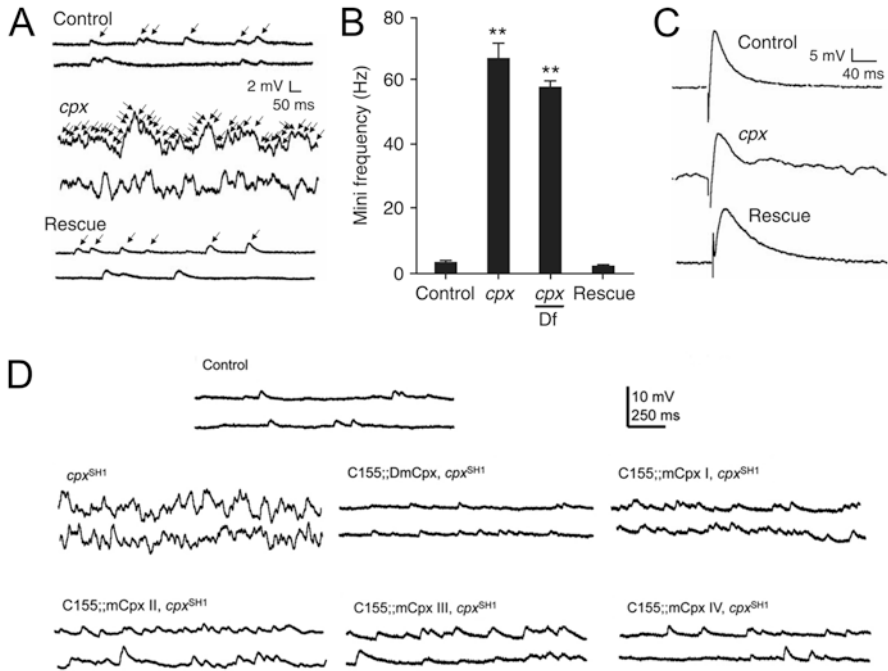 A
Control
2 mV
50 ms
cpx
Rescue
B
Mini frequency (Hz)
80
60
40
20
0
**
**
Control
cpx
cpx
Df
Rescue
C
Control
5 mV
40 ms
cpx
Rescue
D
Control
10 mV
250 ms
cpxSH1
C155;;DmCpx, cpxSH1
C155;;mCpx I, cpxSH1
C155;;mCpx II, cpxSH1
C155;;mCpx III, cpxSH1
C155;;mCpx IV, cpxSH1